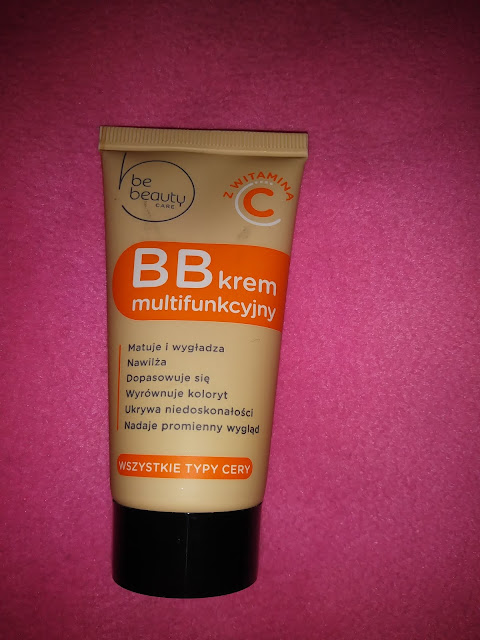 be
beauty
CARE
Z WITAMINĄ
C
BB krem
multifunkcyjny
Matuje i wygładza
Nawilża
Dopasowuje się
Wyrównuje koloryt
Ukrywa niedoskonałości
Nadaje promienny wygląd
WSZYSTKIE TYPY CERY